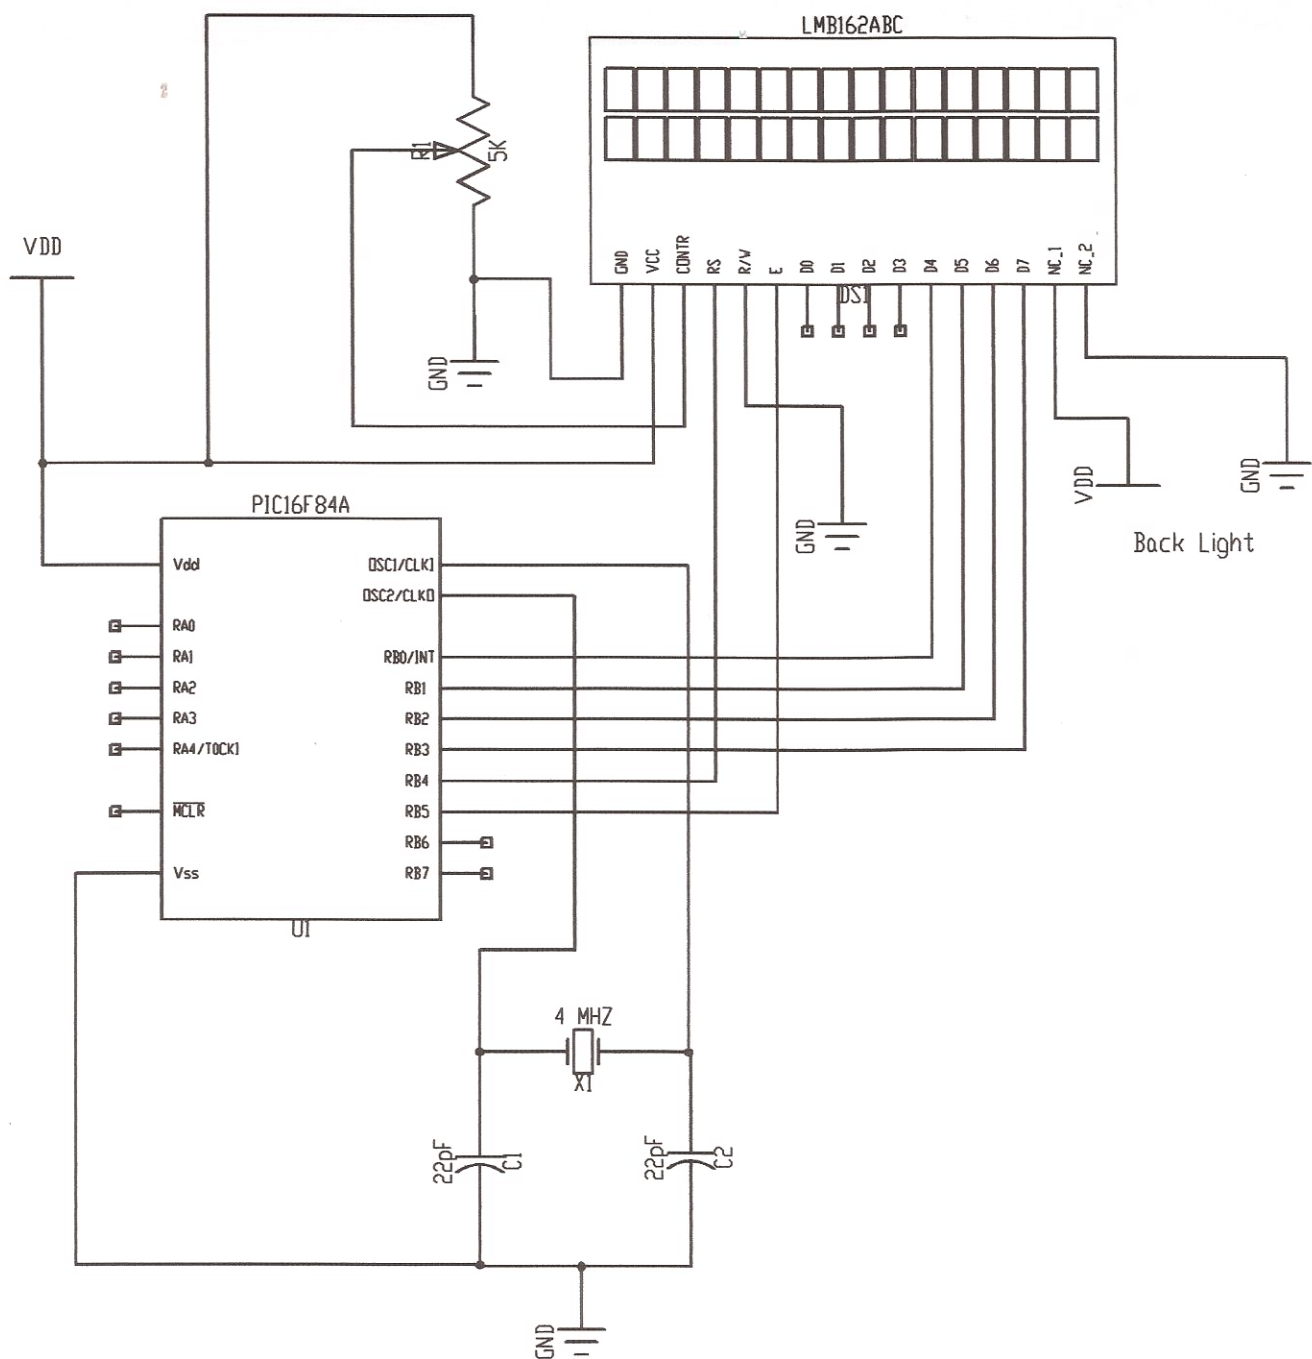 LMB162ABC
R1
5K
VDD
GND
VCC
CONTR
RS
R/W
E
D0
D1
D2
D3
D4
D5
D6
D7
NC_1
NC_2
DS1
GND
GND
VDD
GND
Back Light
PIC16F84A
Vdd
OSC1/CLKI
OSC2/CLKO
RA0
RA1
RA2
RA3
RA4/T0CKI
MCLR
Vss
RB0/INT
RB1
RB2
RB3
RB4
RB5
RB6
RB7
U1
4 MHZ
X1
22pF
C1
22pF
C2
GND